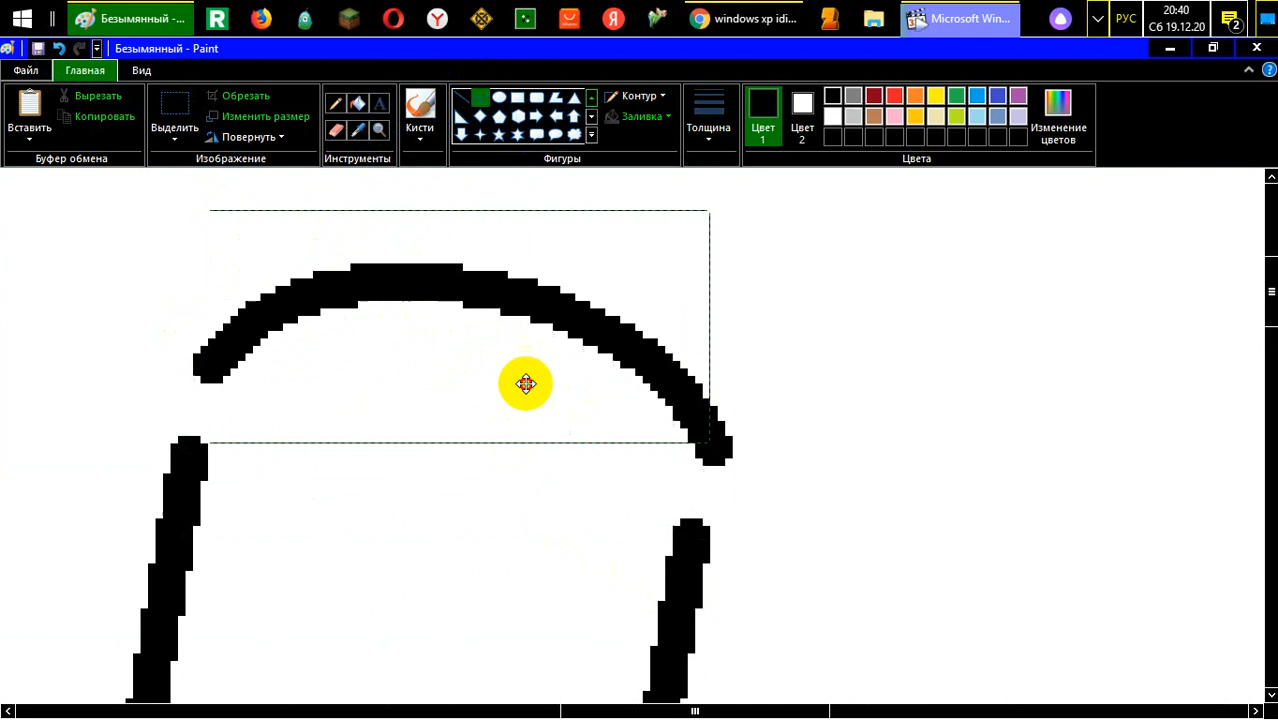 Безымянный -...
windows xp idi...
Microsoft Win...
РУС
20:40
Сб 19.12.20
2
Безымянный - Paint
Файл
Главная
Вид
Вставить
Вырезать
Копировать
Буфер обмена
Выделить
Обрезать
Изменить размер
Повернуть
Изображение
Инструменты
Кисти
Контур
Заливка
Фигуры
Толщина
Цвет
1
Цвет
2
Изменение
цветов
Цвета